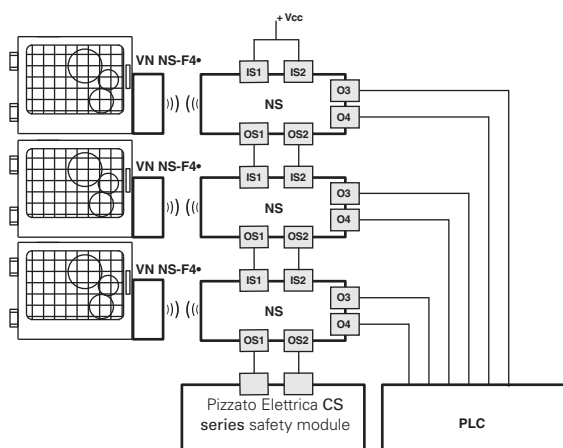 + Vcc
VN NS-F4•
IS1 IS2
NS
O3
O4
OS1 OS2
VN NS-F4•
IS1 IS2
NS
O3
O4
OS1 OS2
VN NS-F4•
IS1 IS2
NS
O3
O4
OS1 OS2
Pizzato Elettrica CS
series safety module
PLC